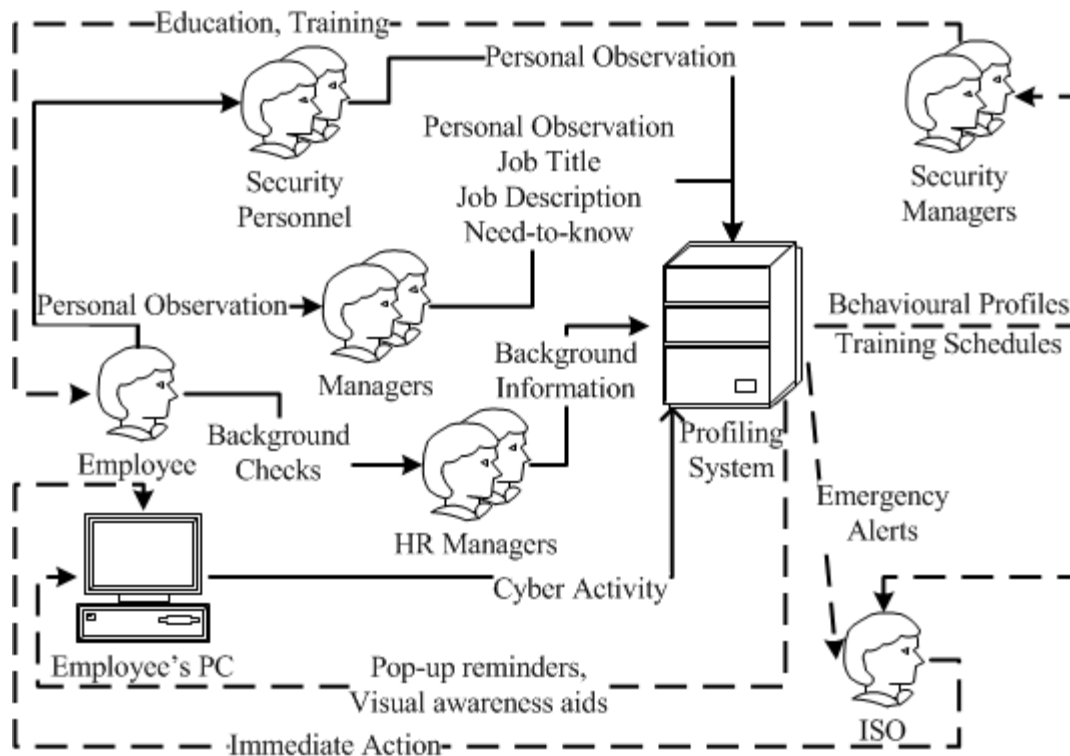 Education, Training
Personal Observation
Security
Personnel
Personal Observation
Job Title
Job Description
Need-to-know
Security
Managers
Personal Observation
Managers
Behavioural Profiles
Training Schedules
Background
Information
Employee
Background
Checks
HR Managers
Profiling
System
Emergency
Alerts
Cyber Activity
Employee's PC
Pop-up reminders,
Visual awareness aids
ISO
Immediate Action